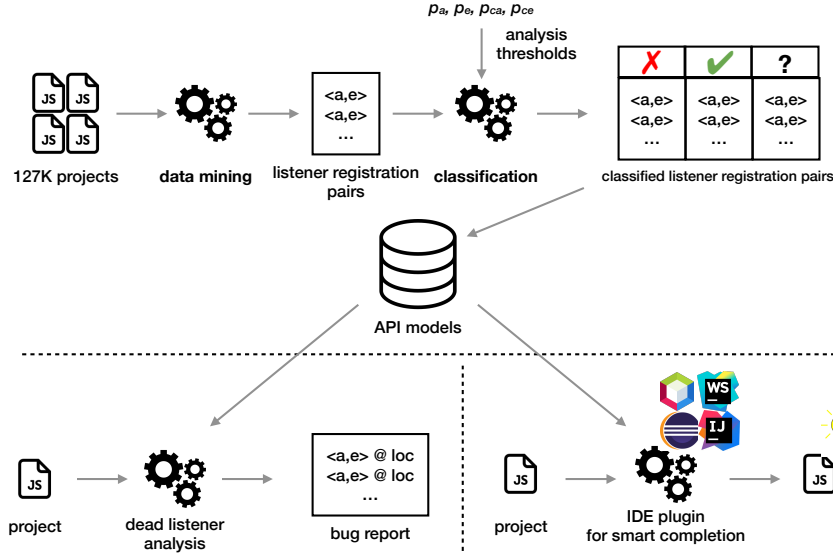 pₐ, pₑ, p꜀ₐ, p꜀ₑ
analysis
thresholds
✗ ✔ ?
JS JS
JS JS
<a,e>
<a,e>
...
<a,e> <a,e> <a,e>
<a,e> <a,e> <a,e>
... ... ...
127K projects
data mining
listener registration
pairs
classification
classified listener registration pairs
API models
WS
IJ
JS
<a,e> @ loc
<a,e> @ loc
...
JS
JS
project
dead listener
analysis
bug report
project
IDE plugin
for smart completion